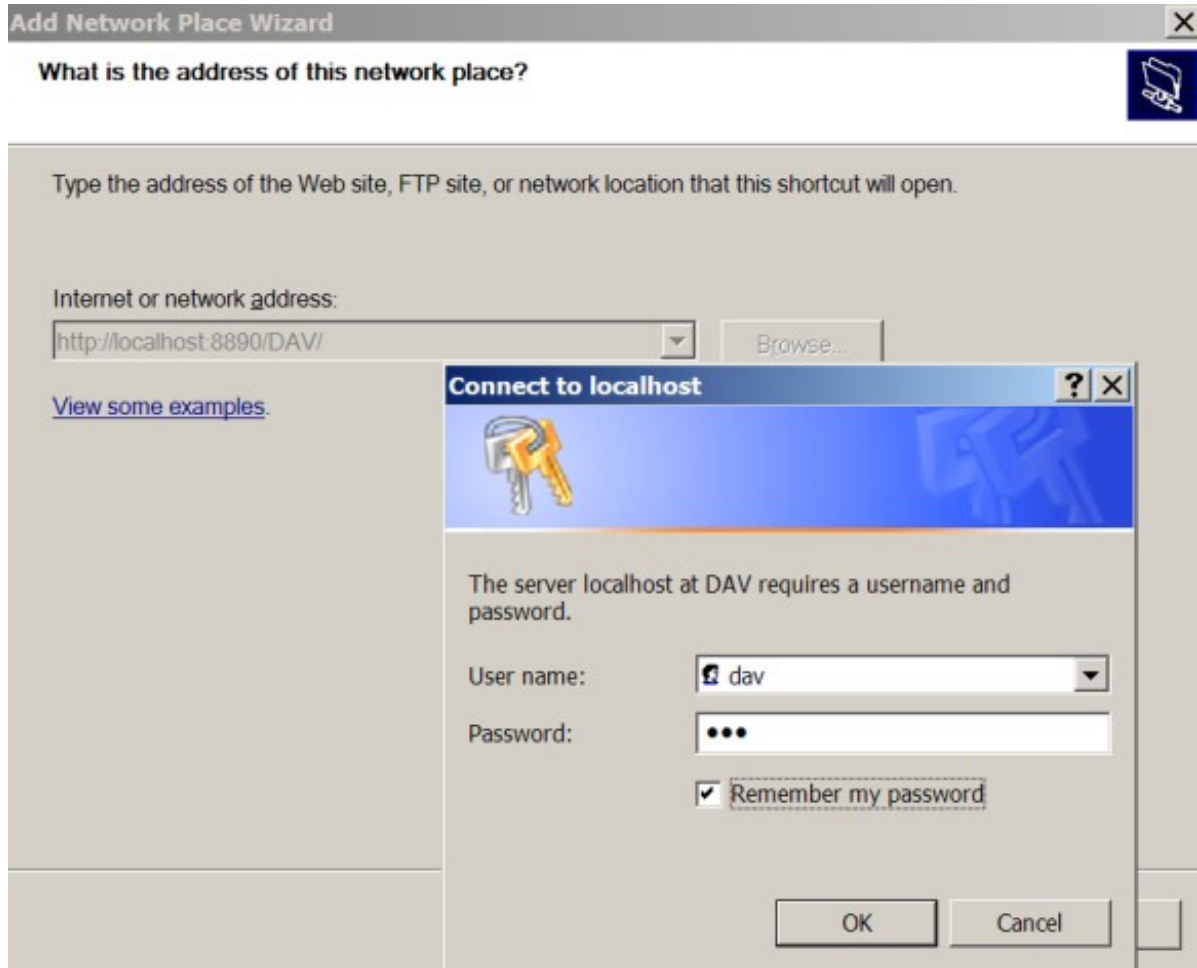 Add Network Place Wizard
What is the address of this network place?
Type the address of the Web site, FTP site, or network location that this shortcut will open.
Internet or network address:
http://localhost:8890/DAV/
Browse...
View some examples.
Connect to localhost
The server localhost at DAV requires a username and
password.
User name:
dav
Password:
•••
Remember my password
OK
Cancel